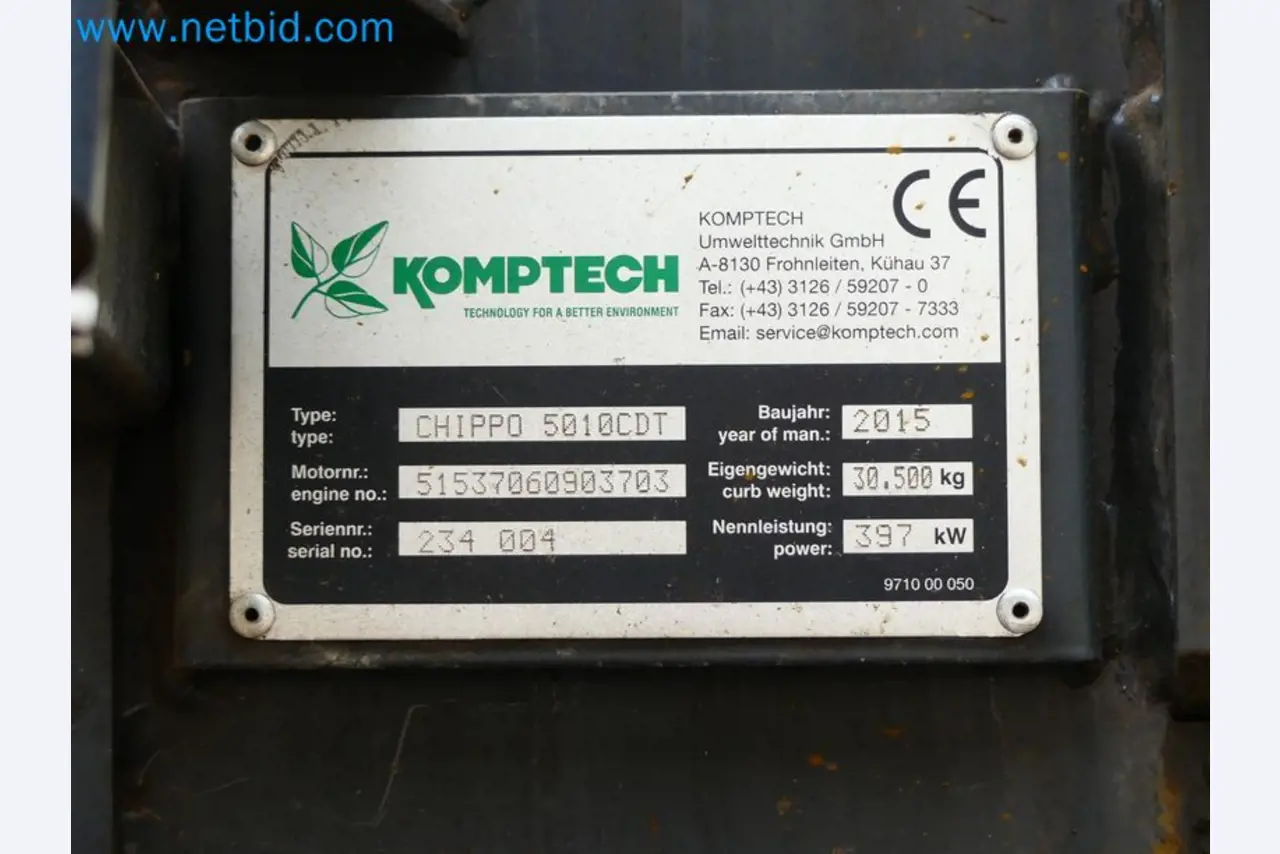 www.netbid.com
KOMPTECH
TECHNOLOGY FOR A BETTER ENVIRONMENT
KOMPTECH
Umwelttechnik GmbH
A-8130 Frohnleiten, Kühau 37
Tel.: (+43) 3126 / 59207 - 0
Fax: (+43) 3126 / 59207 - 7333
Email: service@komptech.com
CE
Type:
type:
CHIPPO 5010CDT
Motornr.:
engine no.:
51537060903703
Seriennr.:
serial no.:
234 004
Baujahr:
year of man.:
2015
Eigengewicht:
curb weight:
30.500 kg
Nennleistung:
power:
397 kW
9710 00 050